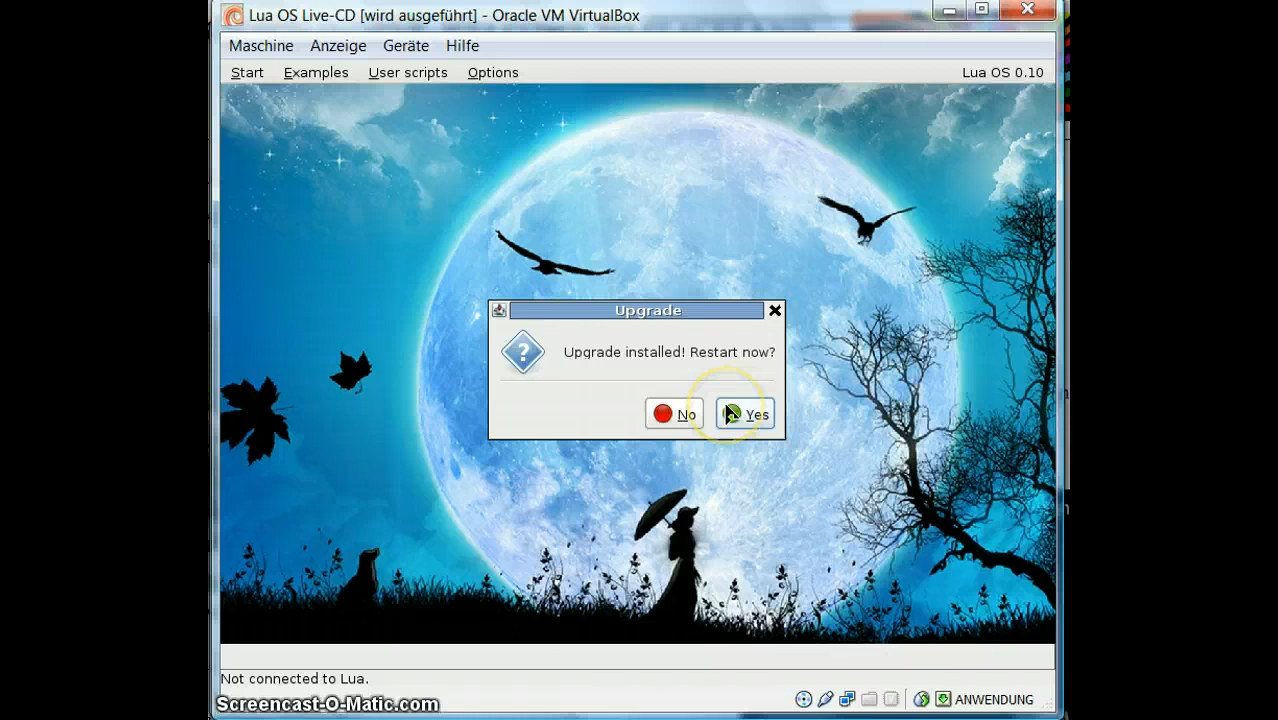 Lua OS Live-CD [wird ausgeführt] - Oracle VM VirtualBox
Maschine Anzeige Geräte Hilfe
Start Examples User scripts Options Lua OS 0.10
Upgrade
Upgrade installed! Restart now?
No Yes
Not connected to Lua.
Screencast-O-Matic.com ANWENDUNG